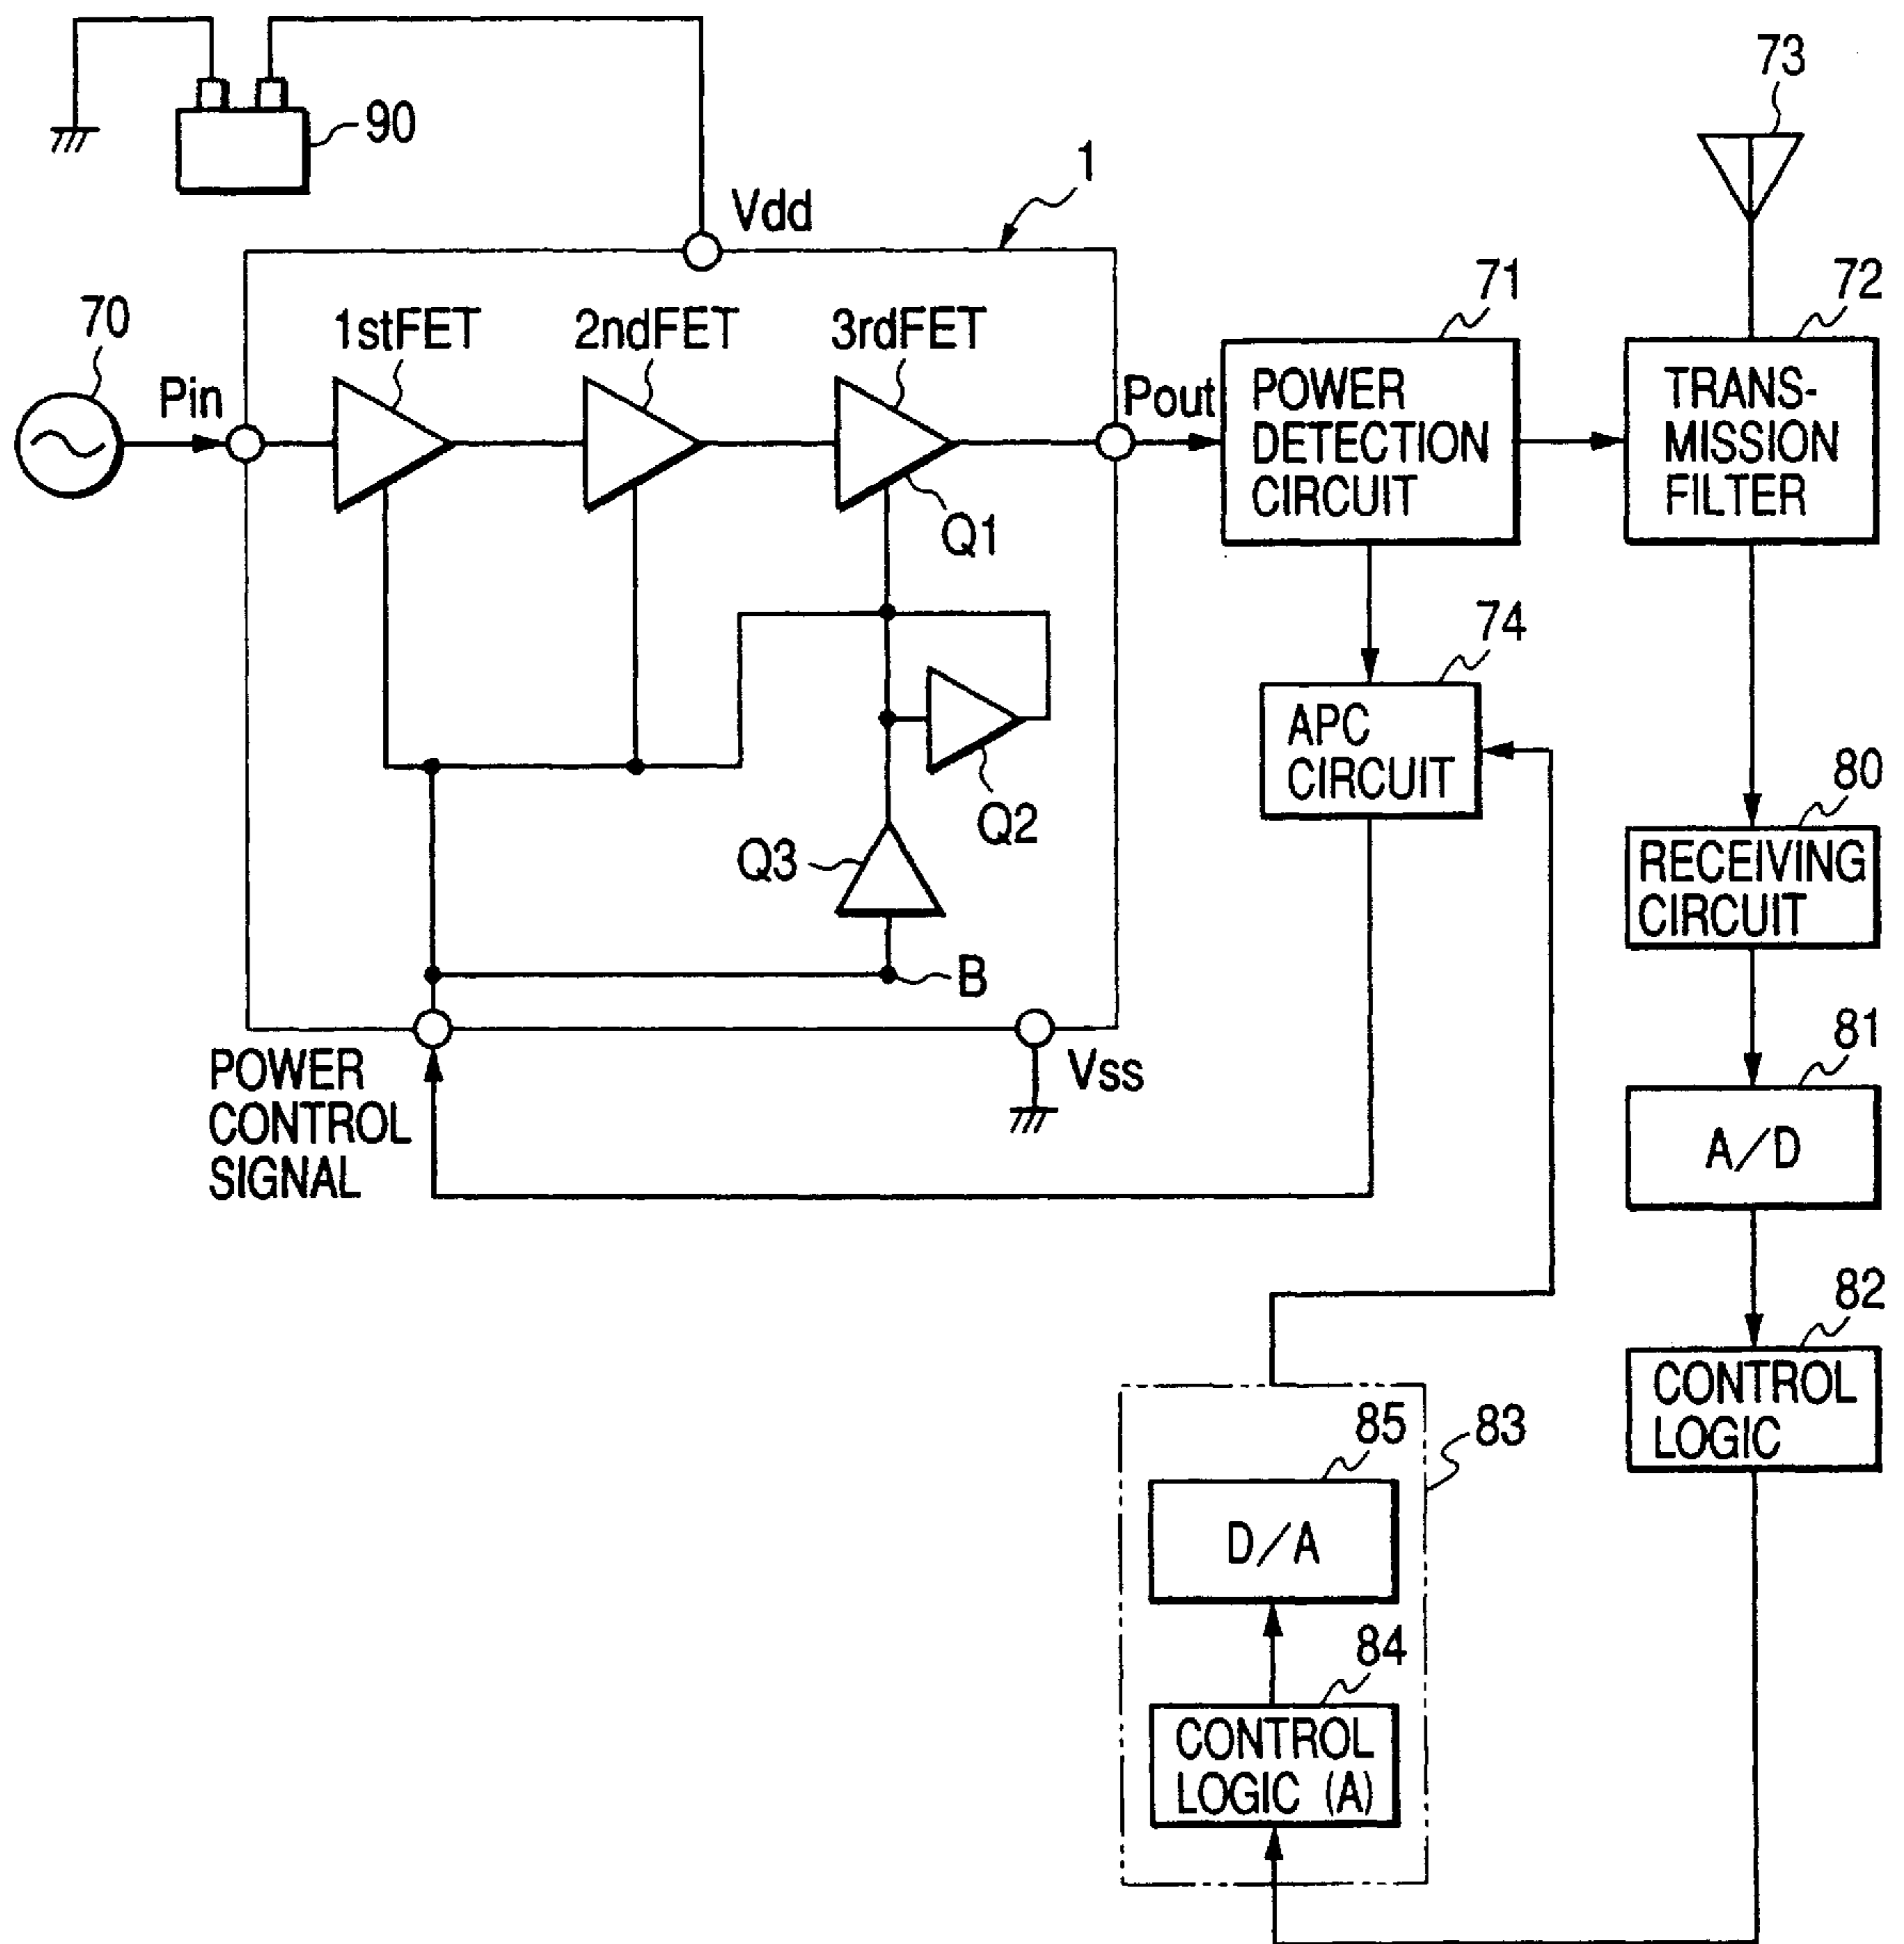 73
90
1
Vdd
70
Pin
1stFET
2ndFET
3rdFET
Pout
71
72
POWER
DETECTION
CIRCUIT
TRANS-
MISSION
FILTER
Q1
74
APC
CIRCUIT
Q2
Q3
80
RECEIVING
CIRCUIT
B
81
Vss
POWER
CONTROL
SIGNAL
A/D
82
CONTROL
LOGIC
85
83
D/A
84
CONTROL
LOGIC (A)